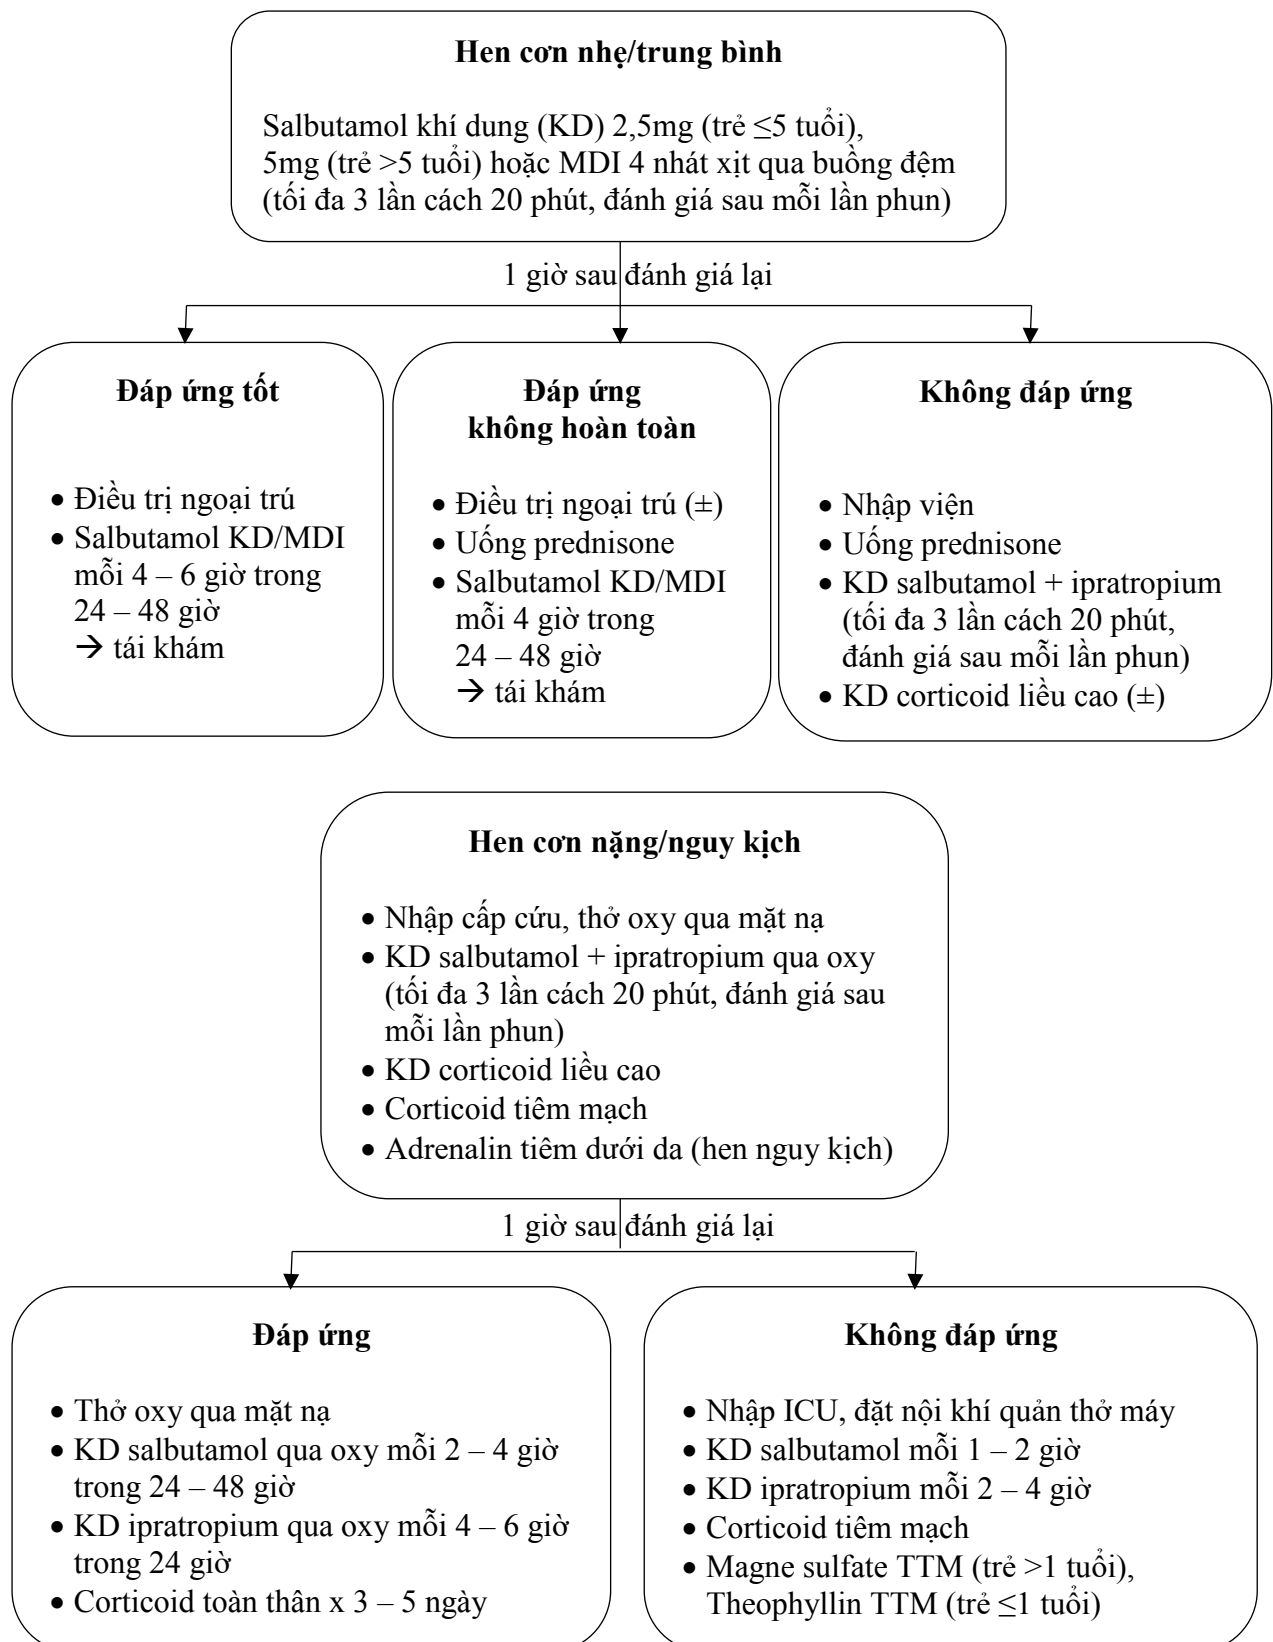 Hen cơn nhẹ/trung bình
Salbutamol khí dung (KD) 2,5mg (trẻ ≤5 tuổi),
5mg (trẻ >5 tuổi) hoặc MDI 4 nhát xịt qua buồng đệm
(tối đa 3 lần cách 20 phút, đánh giá sau mỗi lần phun)
1 giờ sau đánh giá lại
Đáp ứng tốt
• Điều trị ngoại trú
• Salbutamol KD/MDI
mỗi 4 – 6 giờ trong
24 – 48 giờ
→ tái khám
Đáp ứng
không hoàn toàn
• Điều trị ngoại trú (±)
• Uống prednisone
• Salbutamol KD/MDI
mỗi 4 giờ trong
24 – 48 giờ
→ tái khám
Không đáp ứng
• Nhập viện
• Uống prednisone
• KD salbutamol + ipratropium
(tối đa 3 lần cách 20 phút,
đánh giá sau mỗi lần phun)
• KD corticoid liều cao (±)
Hen cơn nặng/nguy kịch
• Nhập cấp cứu, thở oxy qua mặt nạ
• KD salbutamol + ipratropium qua oxy
(tối đa 3 lần cách 20 phút, đánh giá sau
mỗi lần phun)
• KD corticoid liều cao
• Corticoid tiêm mạch
• Adrenalin tiêm dưới da (hen nguy kịch)
1 giờ sau đánh giá lại
Đáp ứng
• Thở oxy qua mặt nạ
• KD salbutamol qua oxy mỗi 2 – 4 giờ
trong 24 – 48 giờ
• KD ipratropium qua oxy mỗi 4 – 6 giờ
trong 24 giờ
• Corticoid toàn thân x 3 – 5 ngày
Không đáp ứng
• Nhập ICU, đặt nội khí quản thở máy
• KD salbutamol mỗi 1 – 2 giờ
• KD ipratropium mỗi 2 – 4 giờ
• Corticoid tiêm mạch
• Magne sulfate TTM (trẻ >1 tuổi),
Theophyllin TTM (trẻ ≤1 tuổi)